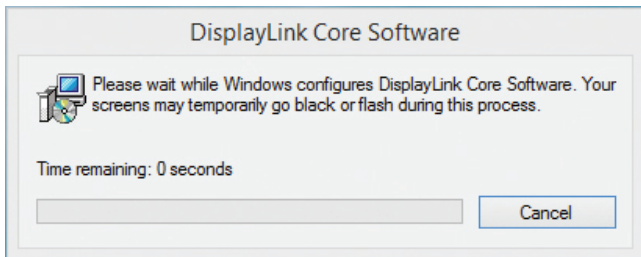 DisplayLink Core Software
Please wait while Windows configures DisplayLink Core Software. Your
screens may temporarily go black or flash during this process.
Time remaining: 0 seconds
Cancel